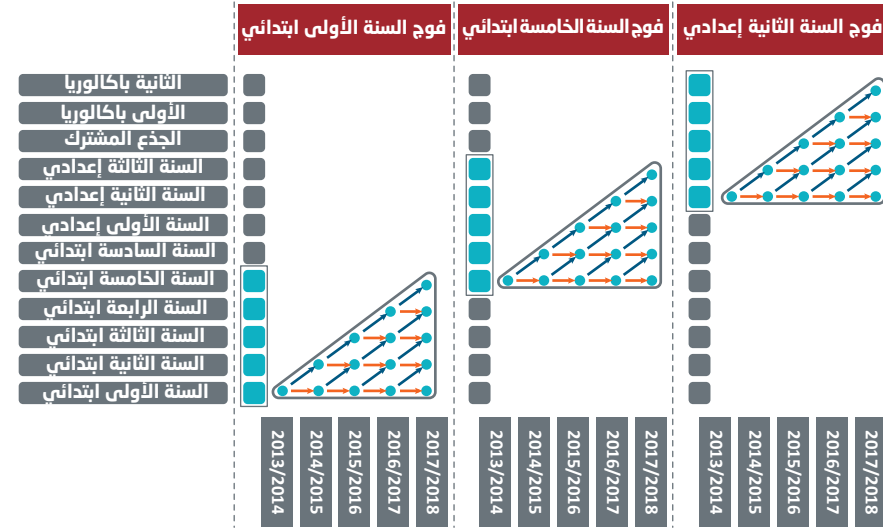 فوج السنة الأولى ابتدائي
فوج السنة الخامسة ابتدائي
فوج السنة الثانية إعدادي
الثانية باكالوريا
الأولى باكالوريا
الجذع المشترك
السنة الثالثة إعدادي
السنة الثانية إعدادي
السنة الأولى إعدادي
السنة السادسة ابتدائي
السنة الخامسة ابتدائي
السنة الرابعة ابتدائي
السنة الثالثة ابتدائي
السنة الثانية ابتدائي
السنة الأولى ابتدائي
2013/2014
2014/2015
2015/2016
2016/2017
2017/2018
2013/2014
2014/2015
2015/2016
2016/2017
2017/2018
2013/2014
2014/2015
2015/2016
2016/2017
2017/2018